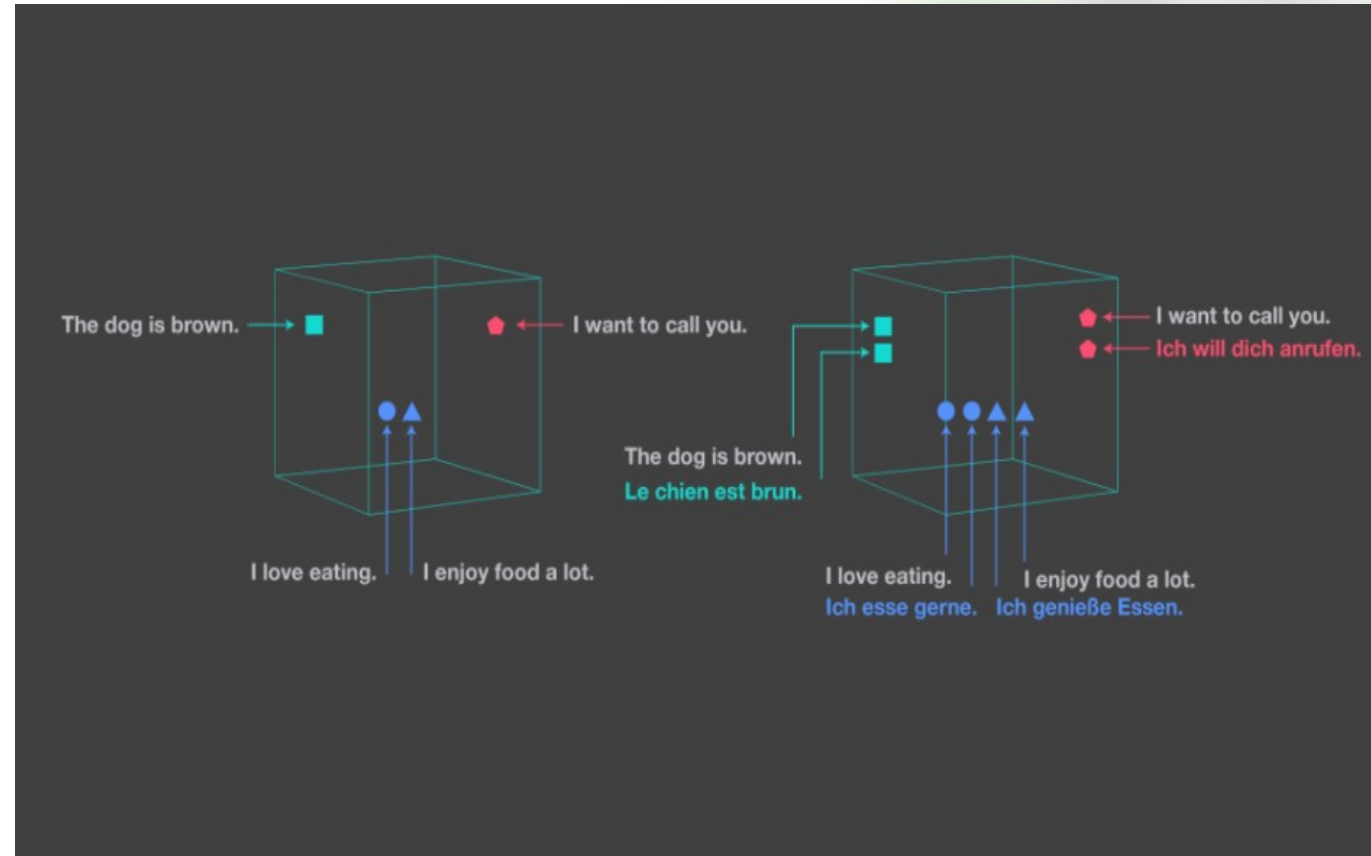 The dog is brown.
I want to call you.
I love eating.
I enjoy food a lot.
I want to call you.
Ich will dich anrufen.
The dog is brown.
Le chien est brun.
I love eating.
I enjoy food a lot.
Ich esse gerne.
Ich genieße Essen.